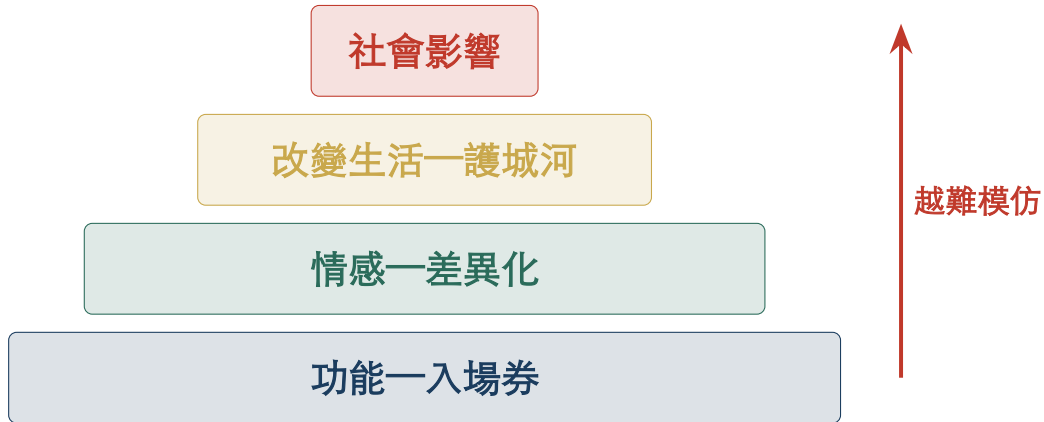 社會影響
改變生活—護城河
越難模仿
情感—差異化
功能—入場券